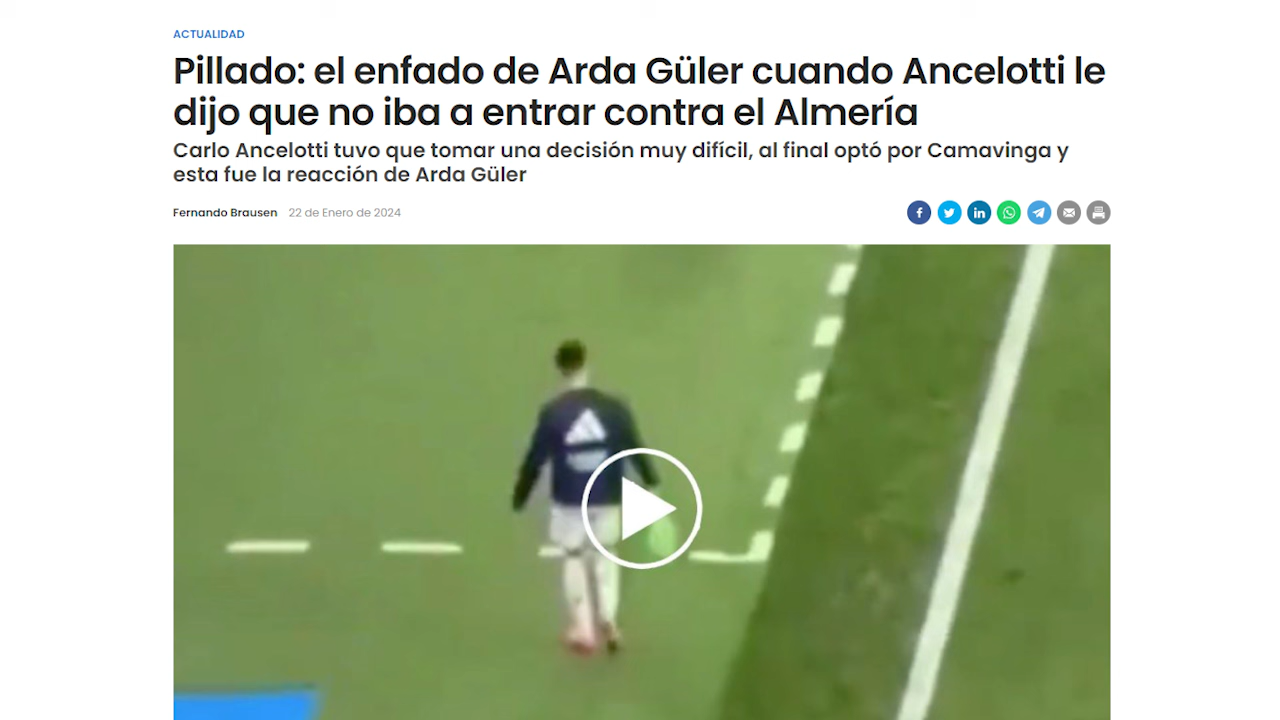 ACTUALIDAD
Pillado: el enfado de Arda Güler cuando Ancelotti le
dijo que no iba a entrar contra el Almería
Carlo Ancelotti tuvo que tomar una decisión muy difícil, al final optó por Camavinga y
esta fue la reacción de Arda Güler
Fernando Brausen 22 de Enero de 2024